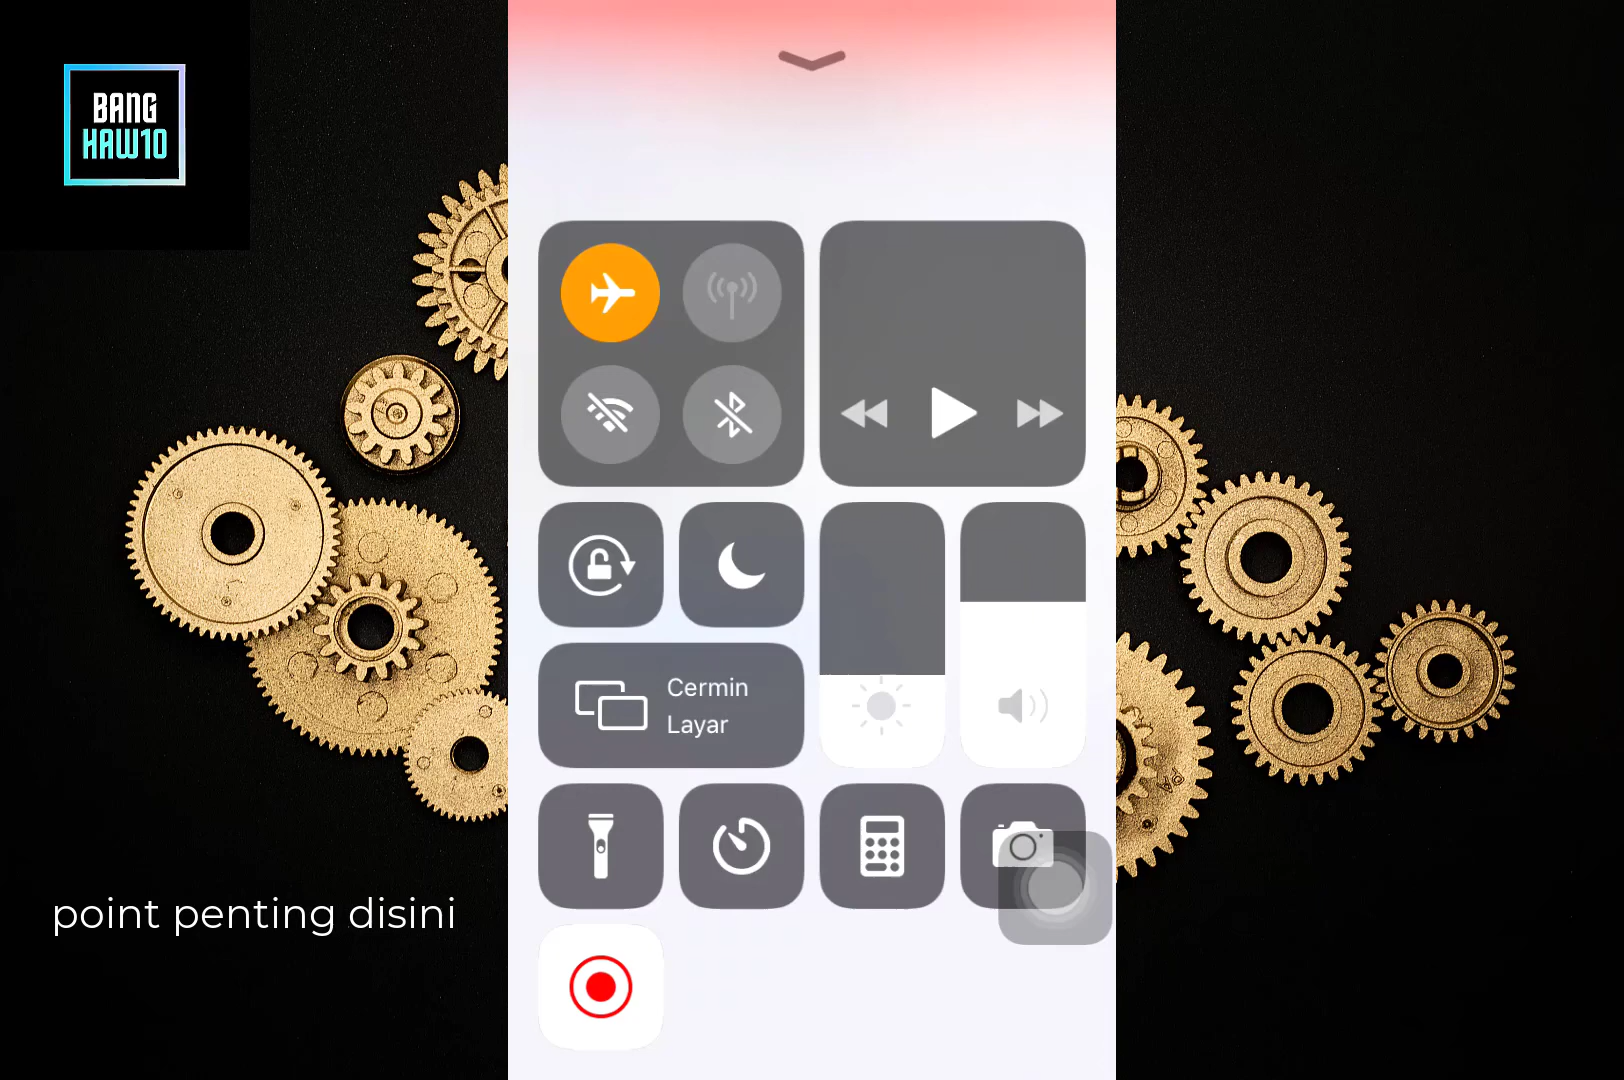 BANG
HAW10
Cermin
Layar
point penting disini